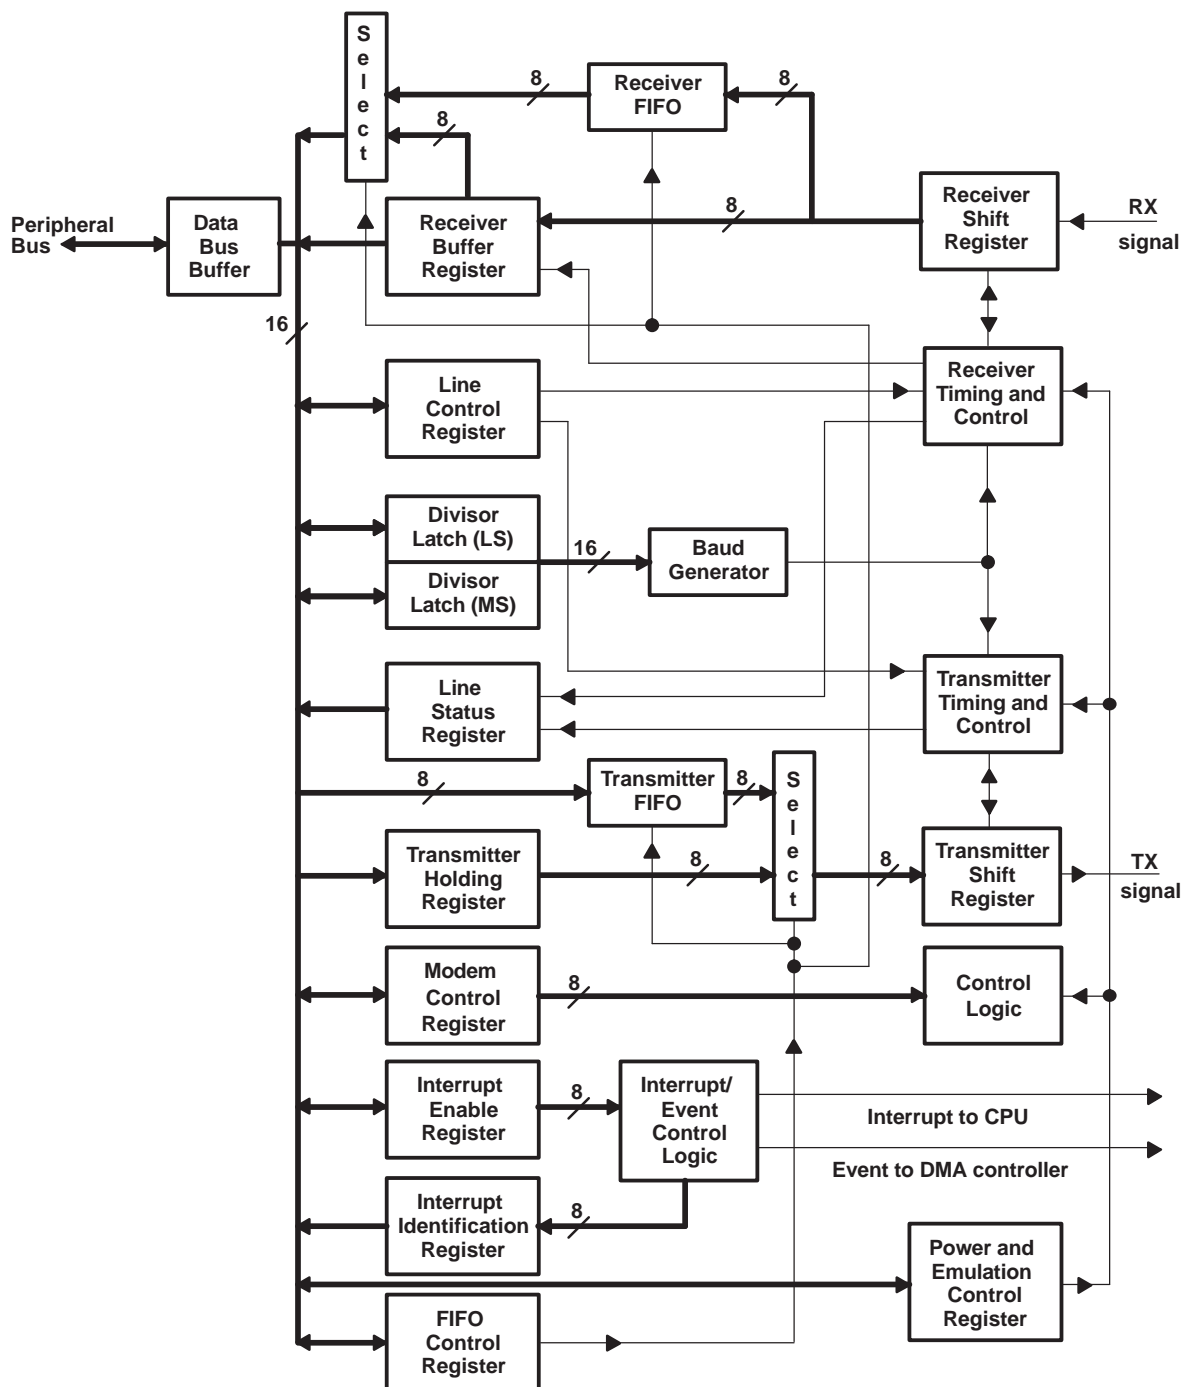 S
e
l
e
c
t
8
Receiver
FIFO
8
8
Peripheral
Bus
Data
Bus
Buffer
Receiver
Buffer
Register
8
Receiver
Shift
Register
RX
signal
16
Line
Control
Register
Receiver
Timing and
Control
Divisor
Latch (LS)
Divisor
Latch (MS)
16
Baud
Generator
Line
Status
Register
Transmitter
Timing and
Control
8
Transmitter
FIFO
8
S
e
l
e
c
t
Transmitter
Holding
Register
8
8
Transmitter
Shift
Register
TX
signal
Modem
Control
Register
8
Control
Logic
Interrupt
Enable
Register
8
Interrupt/
Event
Control
Logic
Interrupt to CPU
Event to DMA controller
Interrupt
Identification
Register
8
Power and
Emulation
Control
Register
FIFO
Control
Register